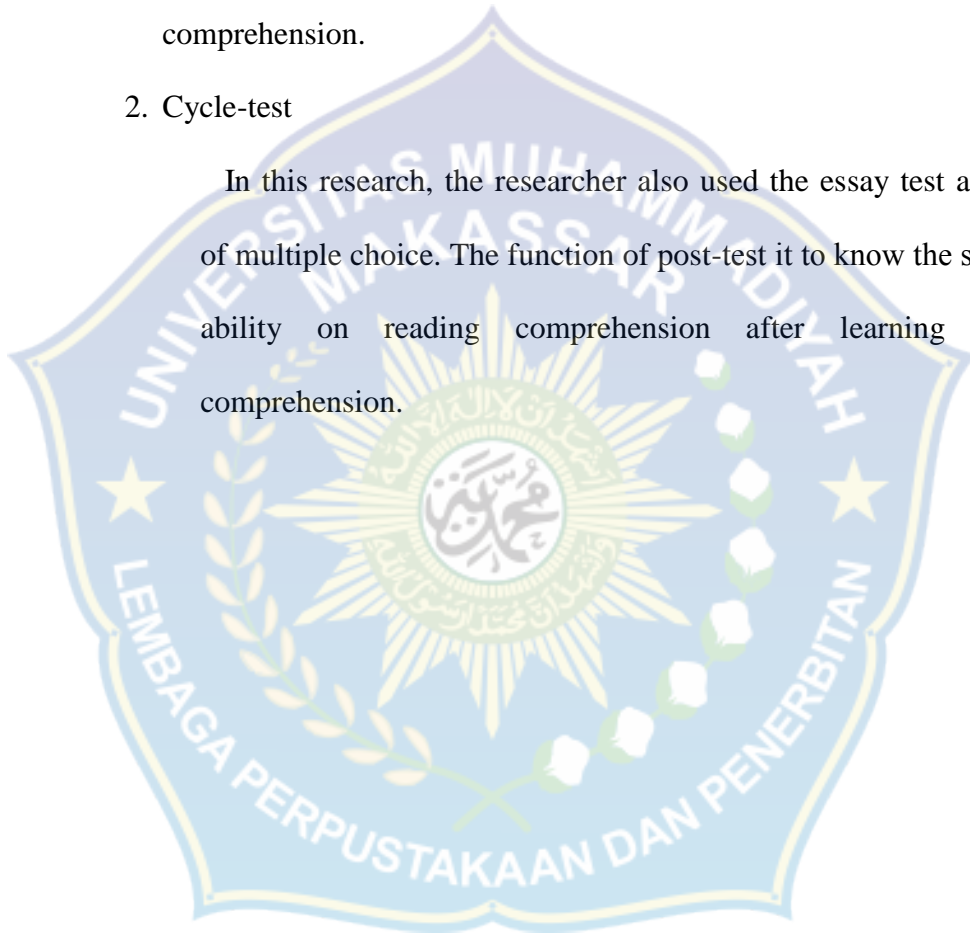 comprehension.
2. Cycle-test
In this research, the researcher also used the essay test a
of multiple choice. The function of post-test it to know the s
ability on reading comprehension after learning
comprehension.
UNIVERSITAS MUHAMMADIYAH
MAKASSAR
محمدية
LEMBAGA PERPUSTAKAAN DAN PENERBITAN